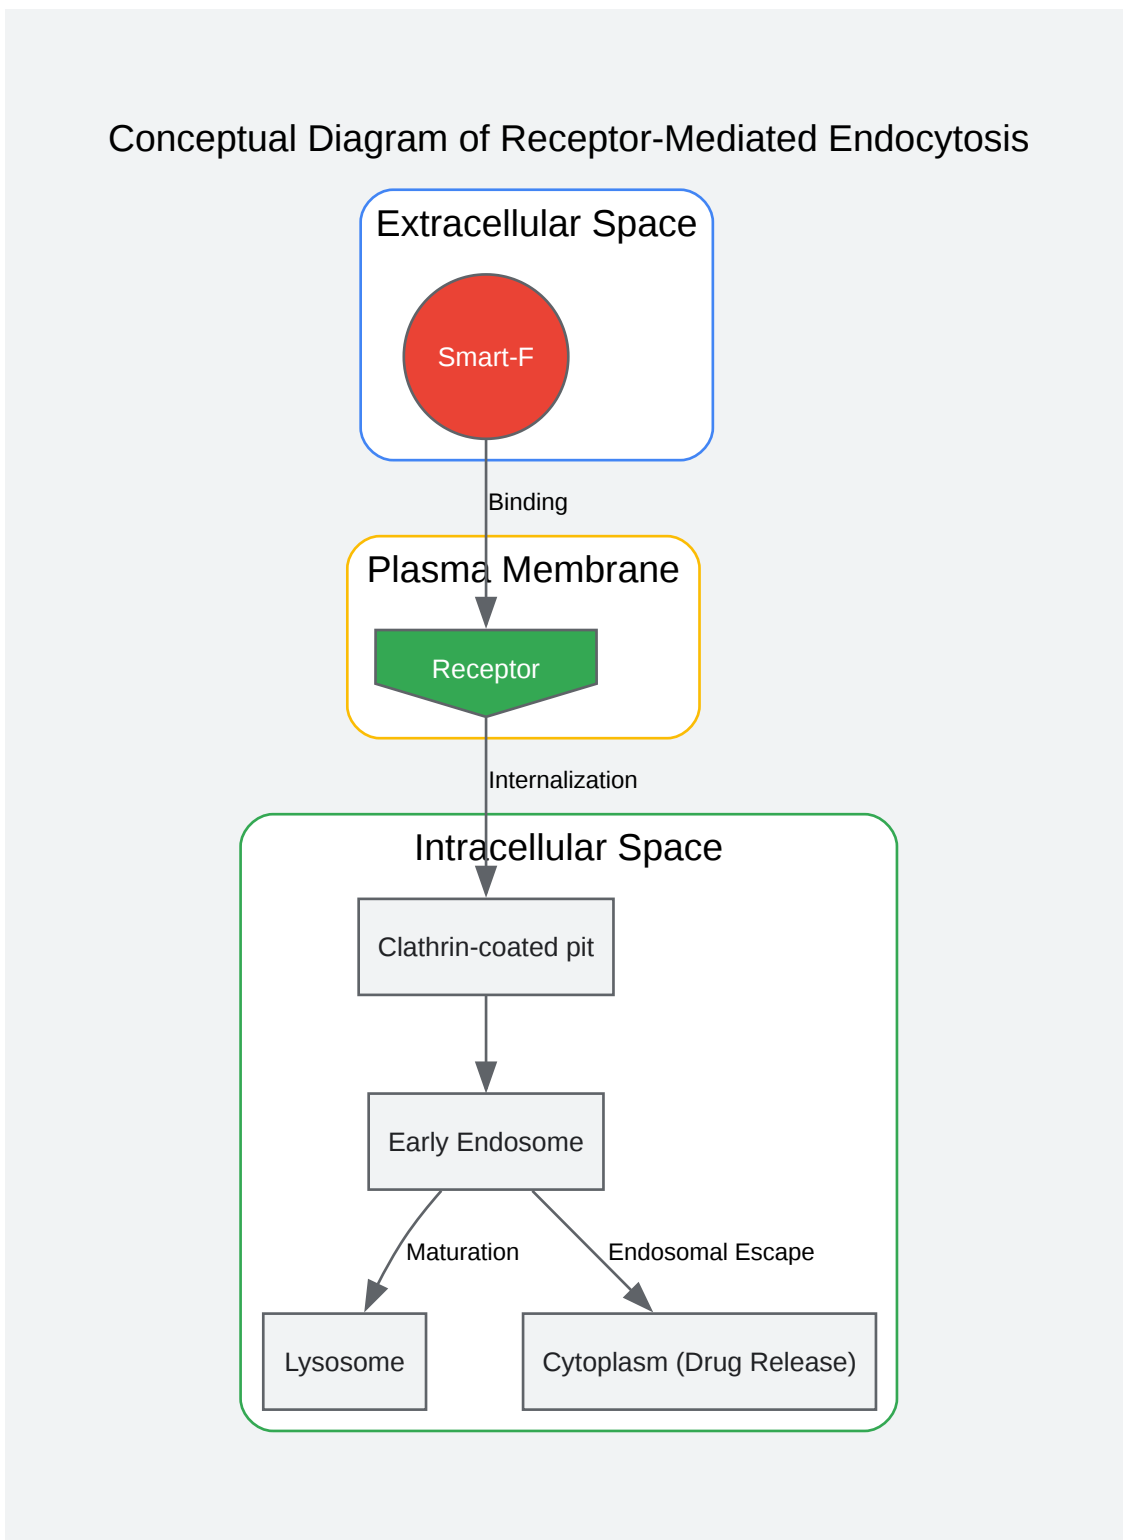 Conceptual Diagram of Receptor-Mediated Endocytosis
Extracellular Space
Smart-F
Binding
Plasma Membrane
Receptor
Internalization
Intracellular Space
Clathrin-coated pit
Early Endosome
Maturation
Endosomal Escape
Lysosome
Cytoplasm (Drug Release)